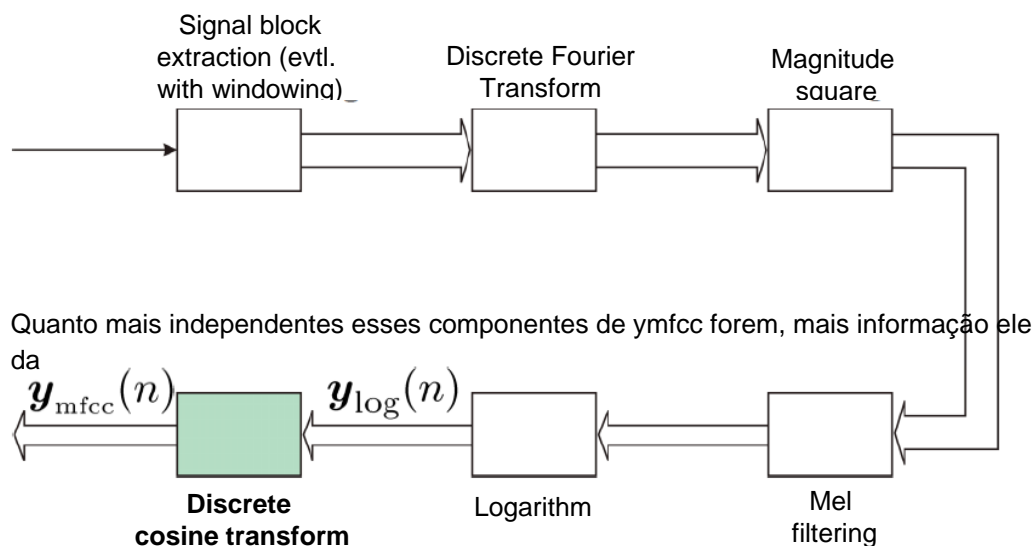 Signal block
extraction (evtl.
with windowing)
Discrete Fourier
Transform
Magnitude
square
Quanto mais independentes esses componentes de ymfcc forem, mais informação ele
da
y_mfcc(n)
y_log(n)
Discrete
cosine transform
Logarithm
Mel
filtering